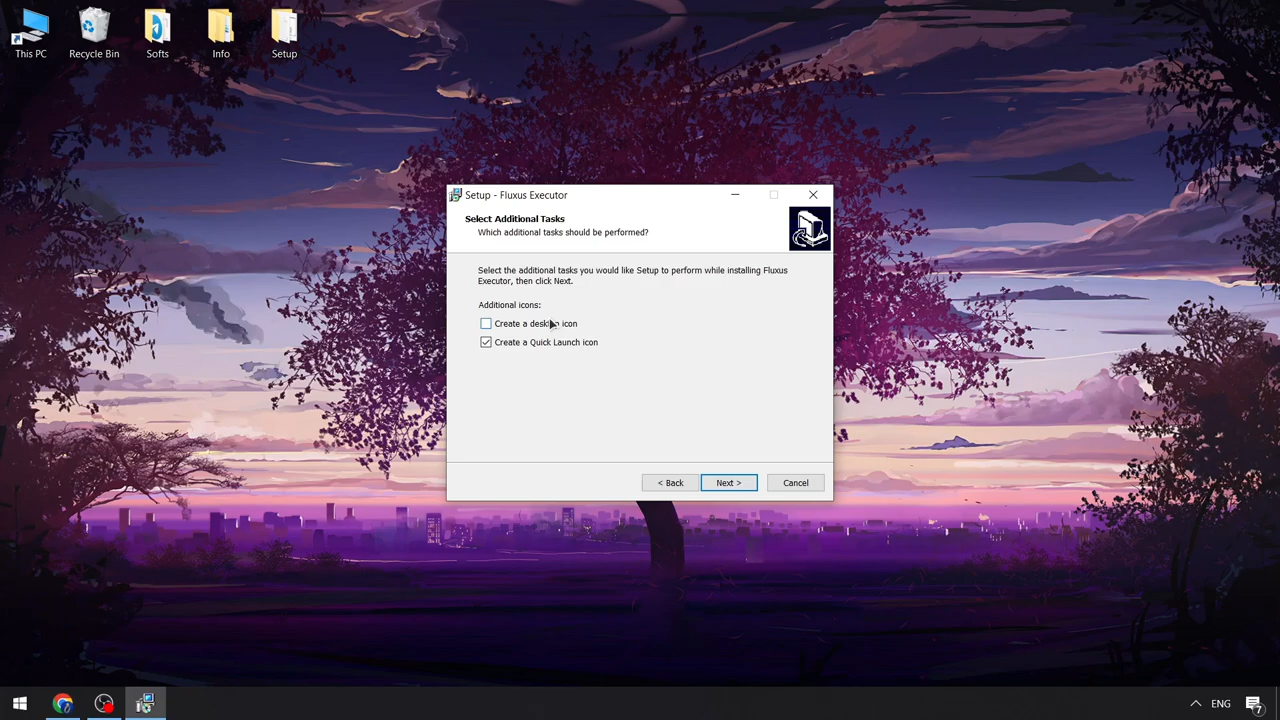 This PC
Recycle Bin
Softs
Info
Setup
Setup - Fluxus Executor
Select Additional Tasks
Which additional tasks should be performed?
Select the additional tasks you would like Setup to perform while installing Fluxus
Executor, then click Next.
Additional icons:
Create a desktop icon
Create a Quick Launch icon
< Back
Next >
Cancel
ENG
7